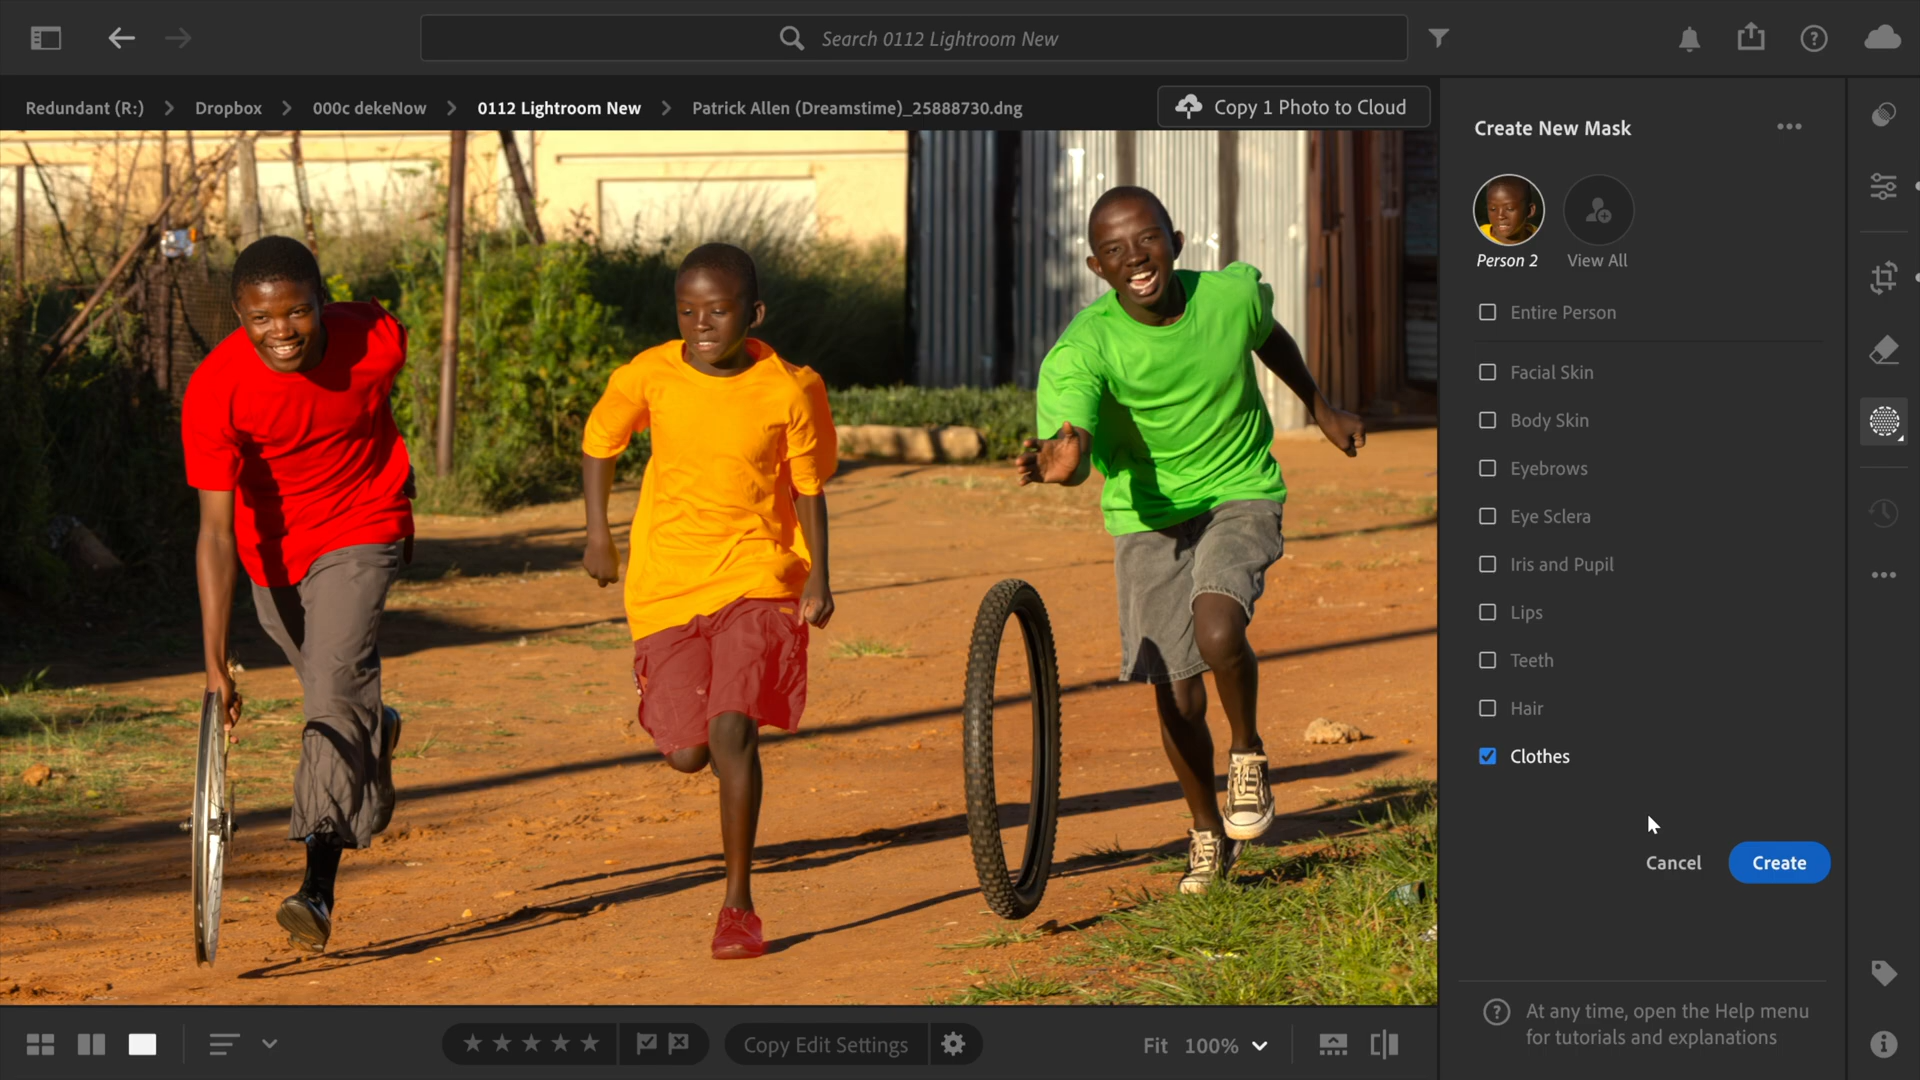 Search 0112 Lightroom New
Redundant (R:) Dropbox 000c dekeNow 0112 Lightroom New Patrick Allen (Dreamstime)_25888730.dng
Copy 1 Photo to Cloud
Create New Mask
Person 2 View All
Entire Person
Facial Skin
Body Skin
Eyebrows
Eye Sclera
Iris and Pupil
Lips
Teeth
Hair
Clothes
Cancel Create
At any time, open the Help menu
for tutorials and explanations
Copy Edit Settings
Fit 100%